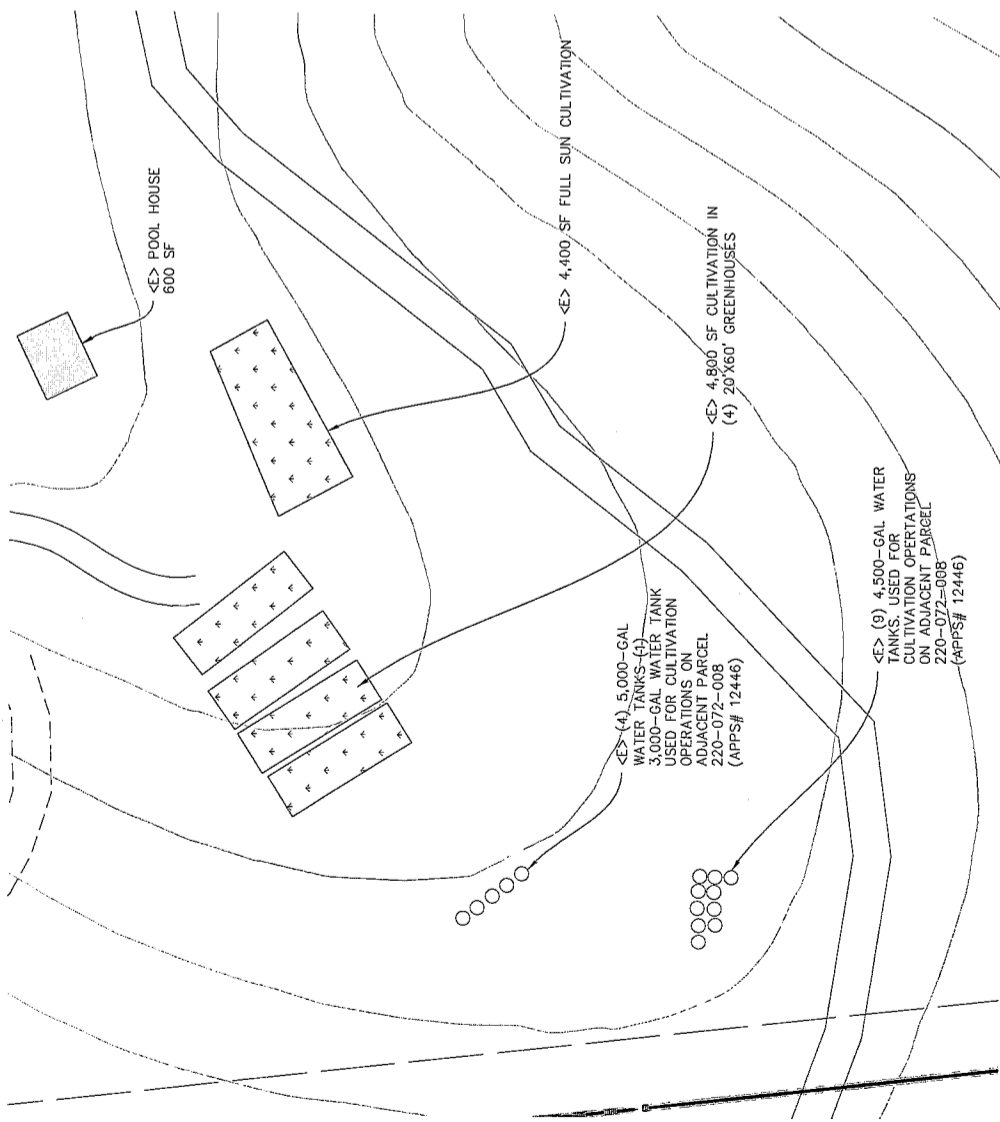 <E> POOL HOUSE
600 SF
<E> 4,400 SF FULL SUN CULTIVATION
<E> 4,800 SF CULTIVATION IN
(4) 20'X60' GREENHOUSES
<E> (4) 5,000-GAL
WATER TANKS (1)
3,000-GAL WATER TANK
USED FOR CULTIVATION
OPERATIONS ON
ADJACENT PARCEL
220-072-008
(APPS# 12446)
<E> (9) 4,500-GAL WATER
TANKS, USED FOR
CULTIVATION OPERTATIONS
ON ADJACENT PARCEL
220-072-008
(APPS# 12446)